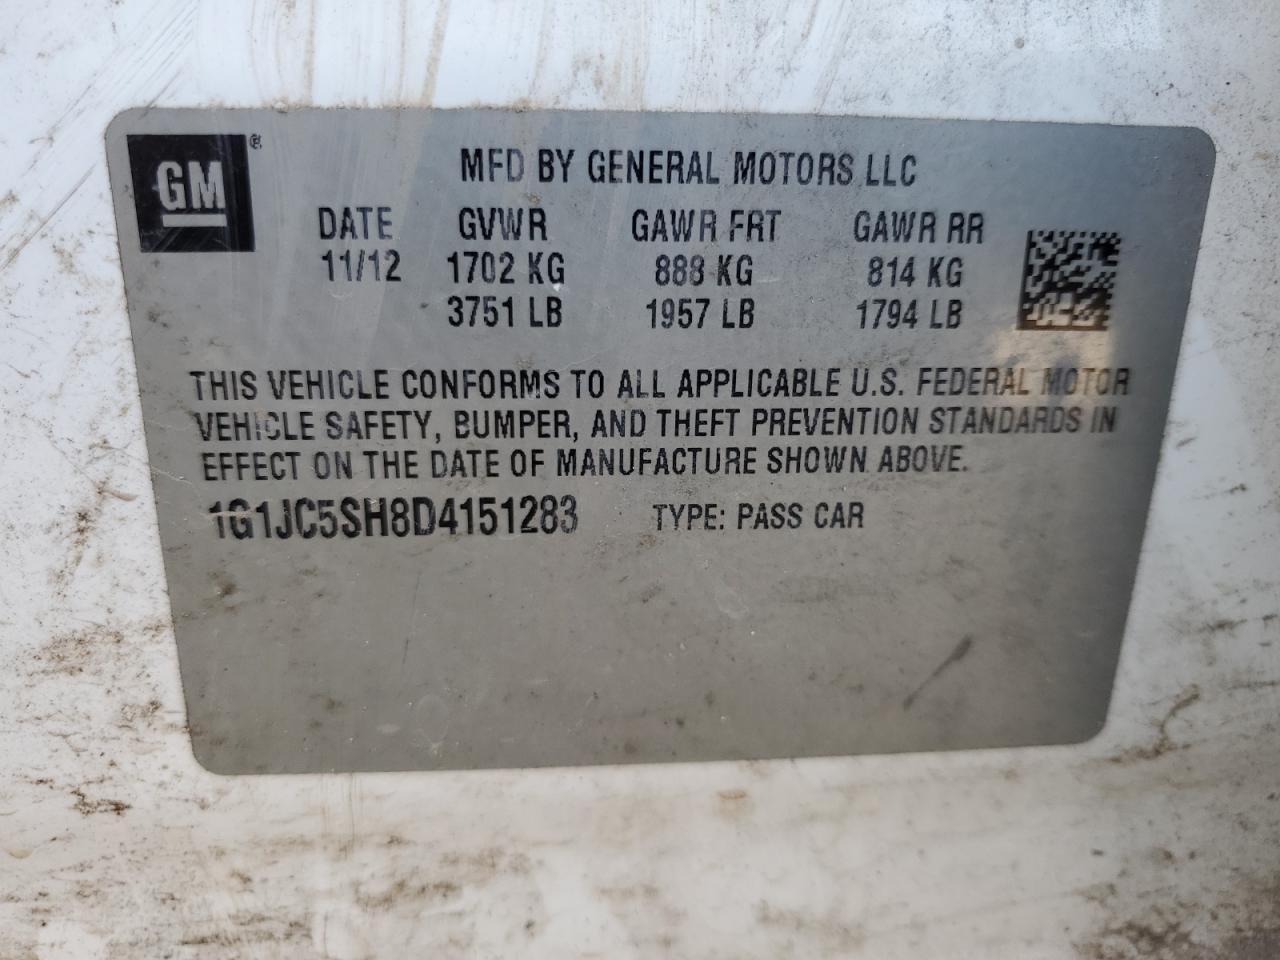 GM®
MFD BY GENERAL MOTORS LLC
DATE GVWR GAWR FRT GAWR RR
11/12 1702 KG 888 KG 814 KG
3751 LB 1957 LB 1794 LB
THIS VEHICLE CONFORMS TO ALL APPLICABLE U.S. FEDERAL MOTOR
VEHICLE SAFETY, BUMPER, AND THEFT PREVENTION STANDARDS IN
EFFECT ON THE DATE OF MANUFACTURE SHOWN ABOVE.
1G1JC5SH8D4151283 TYPE: PASS CAR